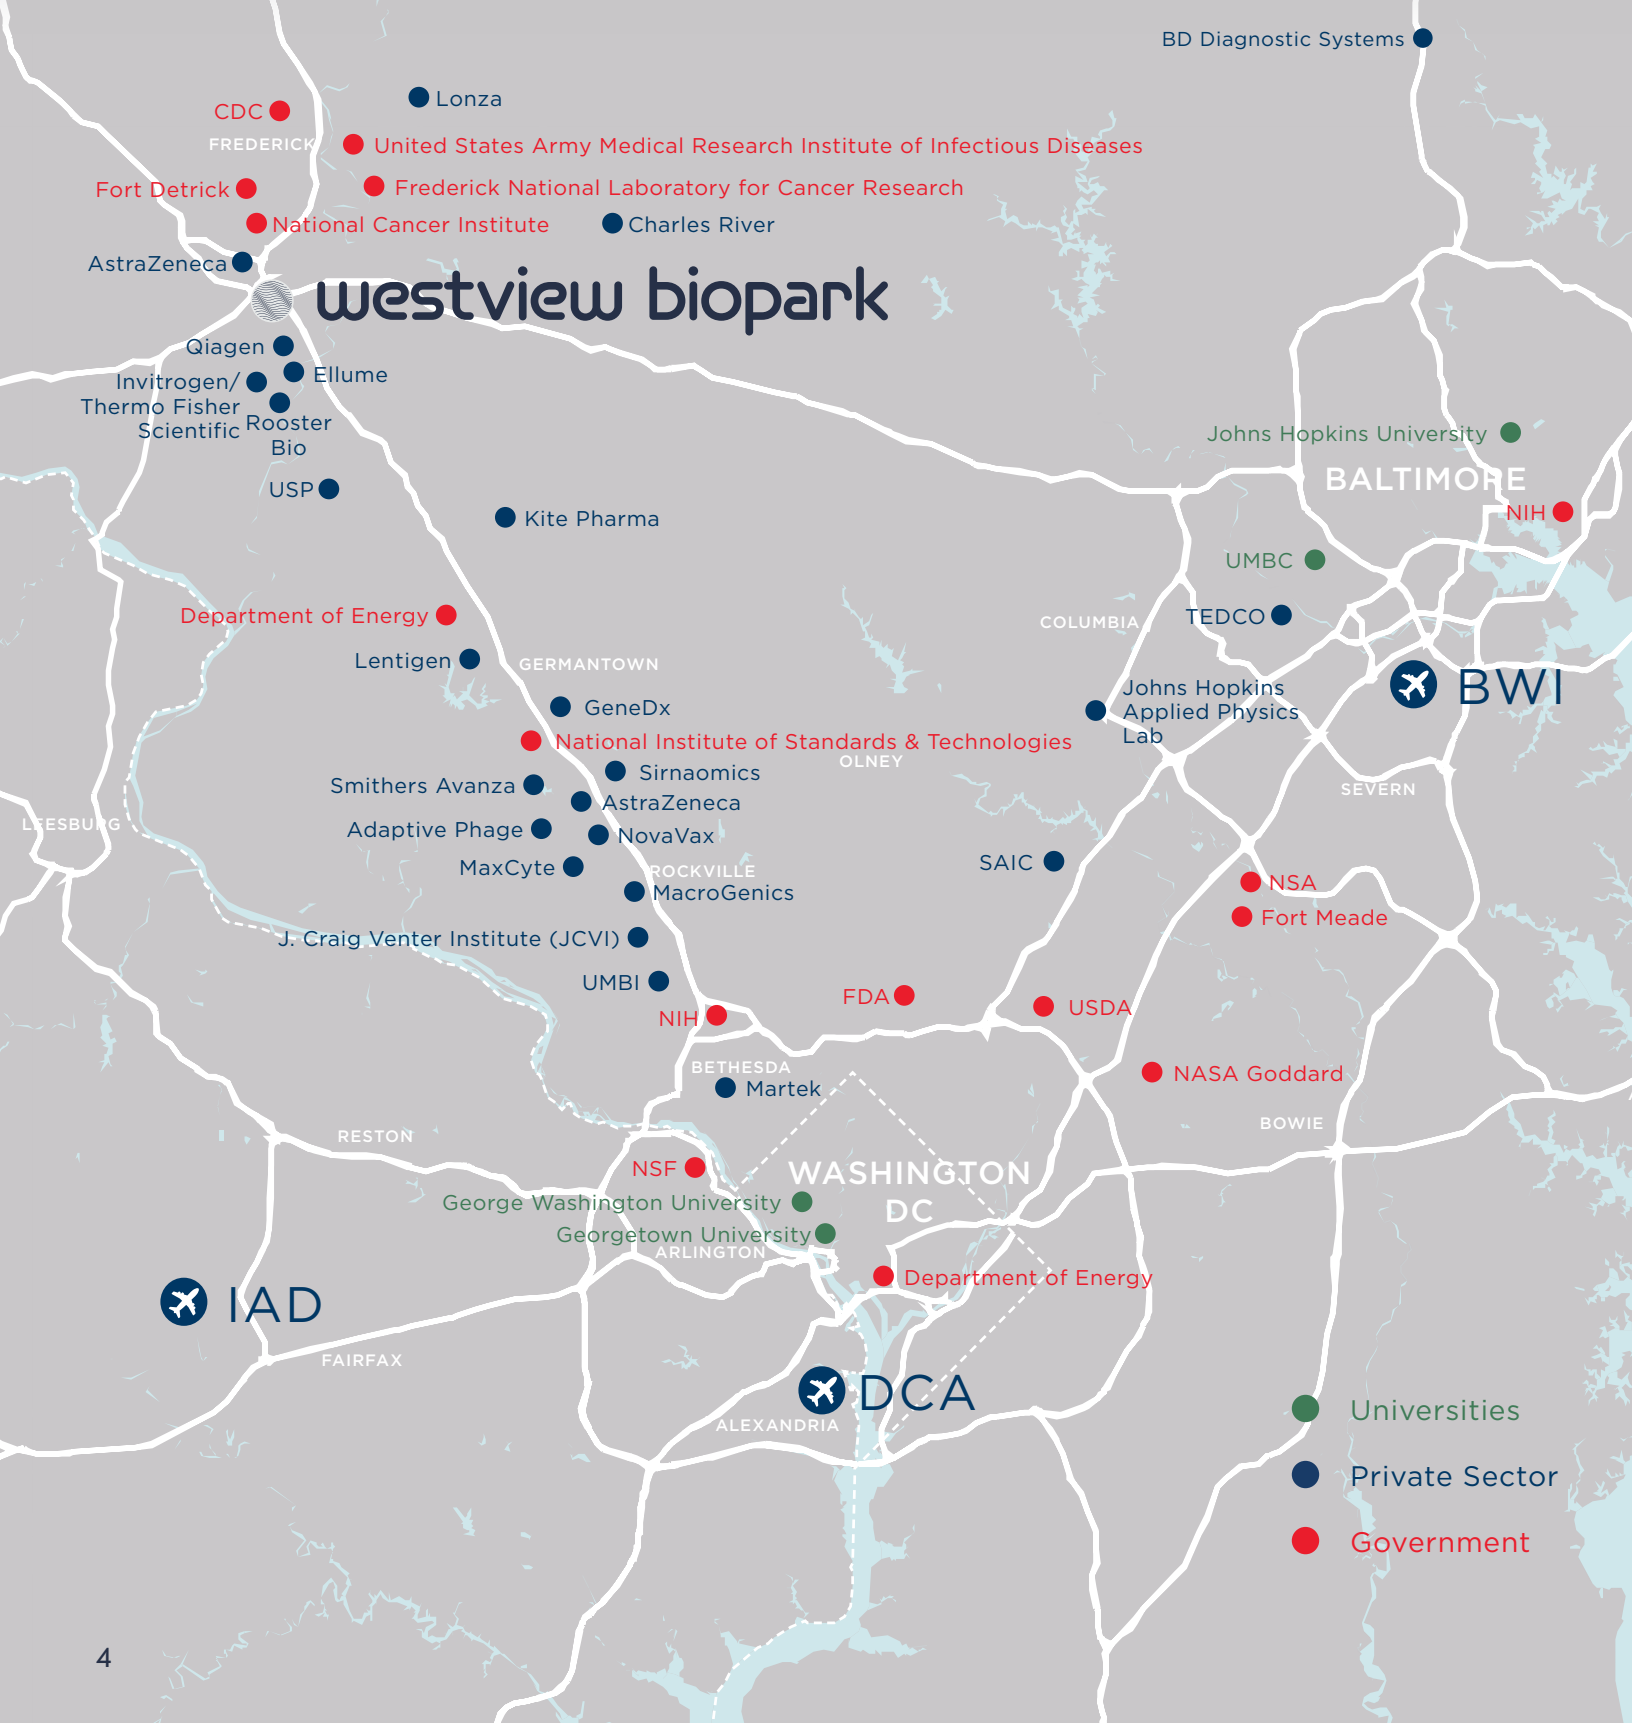 BD Diagnostic Systems
Lonza
CDC
FREDERICK
United States Army Medical Research Institute of Infectious Diseases
Fort Detrick
Frederick National Laboratory for Cancer Research
National Cancer Institute
Charles River
AstraZeneca
westview biopark
Qiagen
Ellume
Invitrogen/
Thermo Fisher
Scientific
Rooster
Bio
Johns Hopkins University
BALTIMORE
USP
Kite Pharma
NIH
UMBC
Department of Energy
COLUMBIA
TEDCO
Lentigen
GERMANTOWN
BWI
Johns Hopkins
Applied Physics
Lab
GeneDx
National Institute of Standards & Technologies
OLNEY
Sirnaomics
Smithers Avanza
SEVERN
AstraZeneca
LEESBURG
Adaptive Phage
NovaVax
MaxCyte
ROCKVILLE
SAIC
MacroGenics
NSA
Fort Meade
J. Craig Venter Institute (JCVI)
UMBI
FDA
USDA
NIH
BETHESDA
NASA Goddard
Martek
BOWIE
RESTON
NSF
WASHINGTON
DC
George Washington University
Georgetown University
ARLINGTON
Department of Energy
IAD
FAIRFAX
DCA
ALEXANDRIA
Universities
Private Sector
Government
4